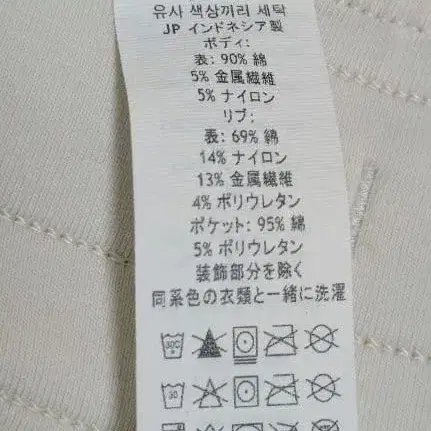 유사 색상끼리 세탁
JP インドネシア製
ボディ:
表: 90% 綿
5% 金属繊維
5% ナイロン
リブ:
表: 69% 綿
14% ナイロン
13% 金属繊維
4% ポリウレタン
ポケット: 95% 綿
5% ポリウレタン
装飾部分を除く
同系色の衣類と一緒に洗濯
30C
30